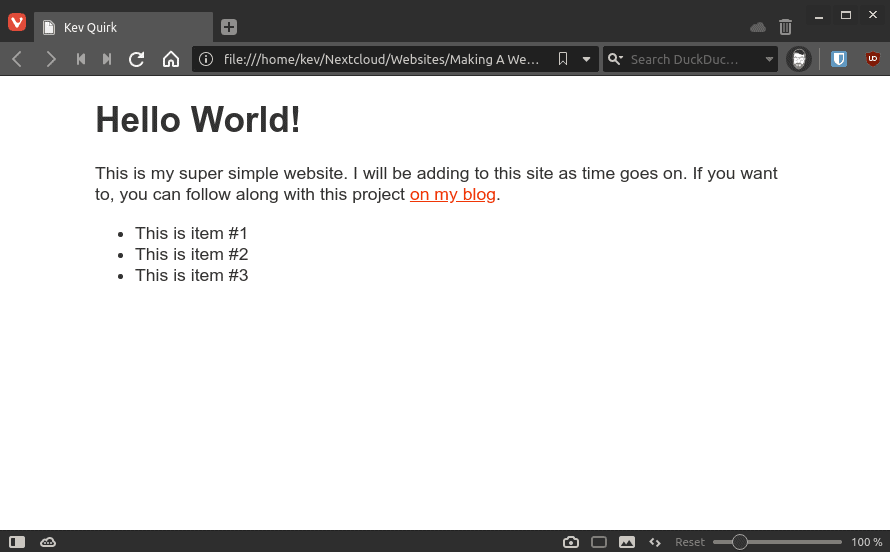 Kev Quirk
file:///home/kev/Nextcloud/Websites/Making A We...
Search DuckDuc...
Hello World!
This is my super simple website. I will be adding to this site as time goes on. If you want
to, you can follow along with this project on my blog.
• This is item #1
• This is item #2
• This is item #3
Reset
100 %